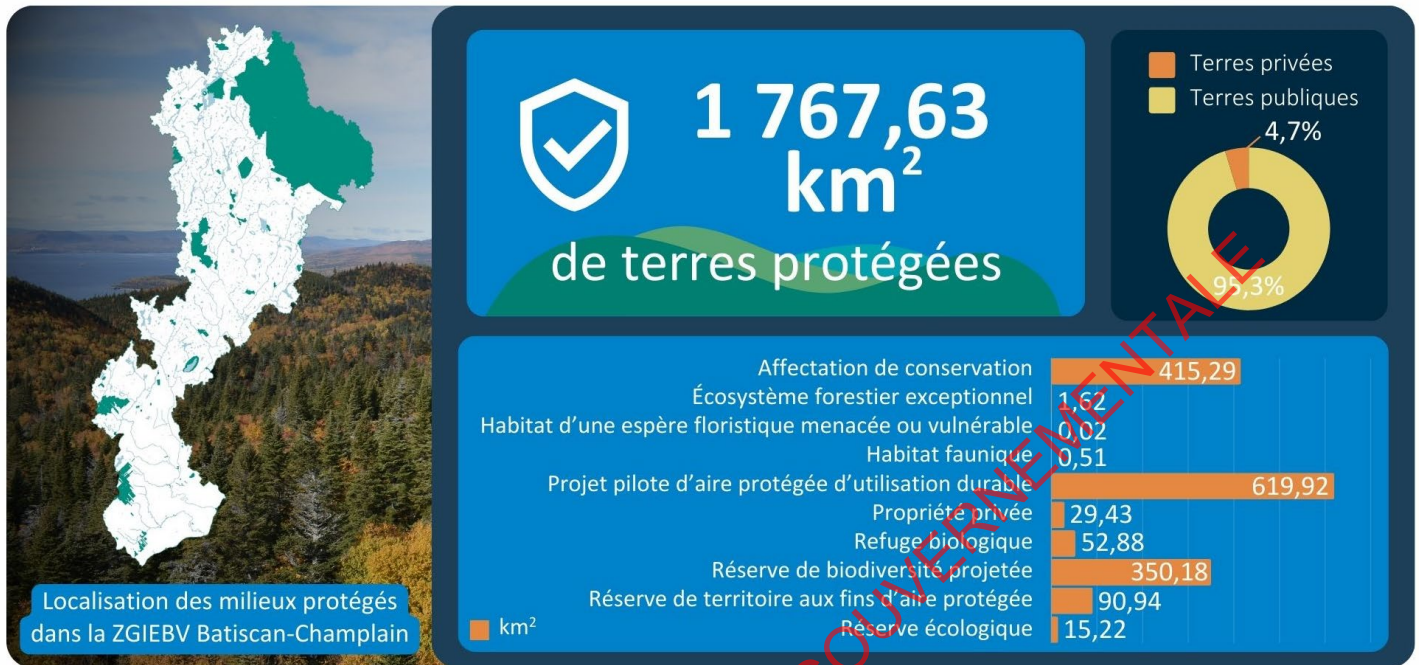 1 767,63
km²
de terres protégées
Terres privées
Terres publiques
4,7%
95,3%
Affectation de conservation 415,29
Écosystème forestier exceptionnel 1,62
Habitat d'une espère floristique menacée ou vulnérable 0,02
Habitat faunique 0,51
Projet pilote d'aire protégée d'utilisation durable 619,92
Propriété privée 29,43
Refuge biologique 52,88
Réserve de biodiversité projetée 350,18
Réserve de territoire aux fins d'aire protégée 90,94
Réserve écologique 15,22
km²
Localisation des milieux protégés
dans la ZGIEBV Batiscan-Champlain
GOUVERNEMENTALE